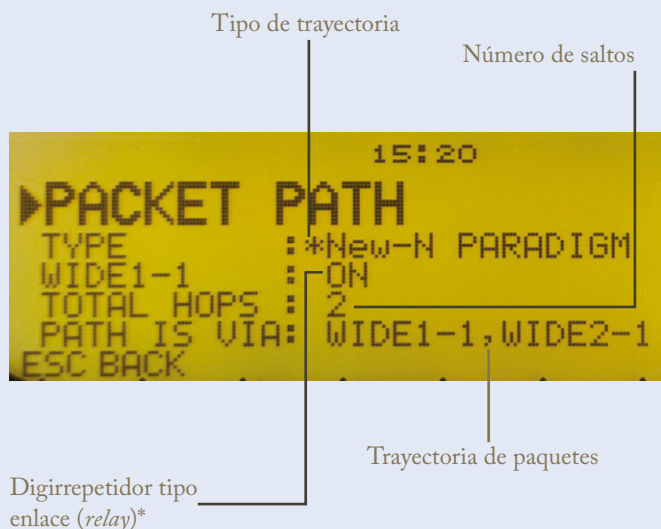 Tipo de trayectoria
Número de saltos
15:20
PACKET PATH
TYPE :*New-N PARADIGM
WIDE1-1 : ON
TOTAL HOPS : 2
PATH IS VIA: WIDE1-1,WIDE2-1
ESC BACK
Trayectoria de paquetes
Digirrepetidor tipo
enlace (relay)*